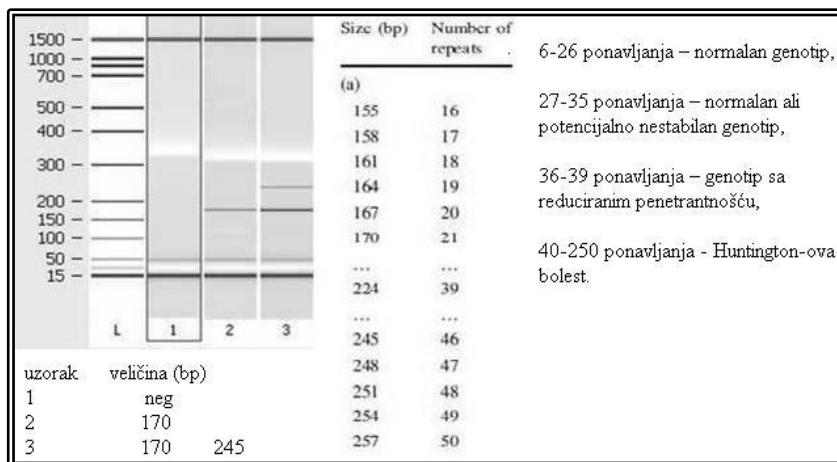 1500
1000
700
500
400
300
200
150
100
50
15
L 1 2 3
uzorak veličina (bp)
1 neg
2 170
3 170 245
Size (bp) Number of
repeats .
(a)
155 16
158 17
161 18
164 19
167 20
170 21
... ...
224 39
... ...
245 46
248 47
251 48
254 49
257 50
6-26 ponavljanja – normalan genotip,
27-35 ponavljanja – normalan ali
potencijalno nestabilan genotip,
36-39 ponavljanja – genotip sa
reduciranim penetrantnošću,
40-250 ponavljanja - Huntington-ova
bolest.